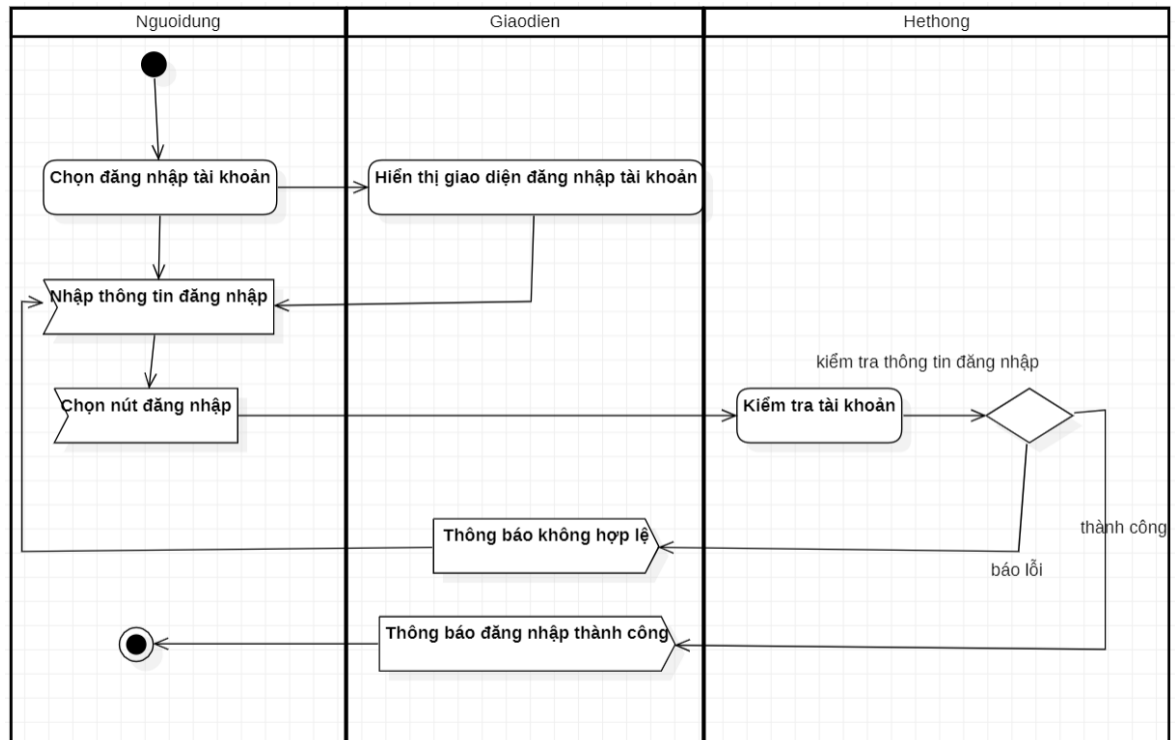 Nguoidung
Giaodien
Hethong
Chọn đăng nhập tài khoản
Hiển thị giao diện đăng nhập tài khoản
Nhập thông tin đăng nhập
kiểm tra thông tin đăng nhập
Chọn nút đăng nhập
Kiểm tra tài khoản
thành công
Thông báo không hợp lệ
báo lỗi
Thông báo đăng nhập thành công